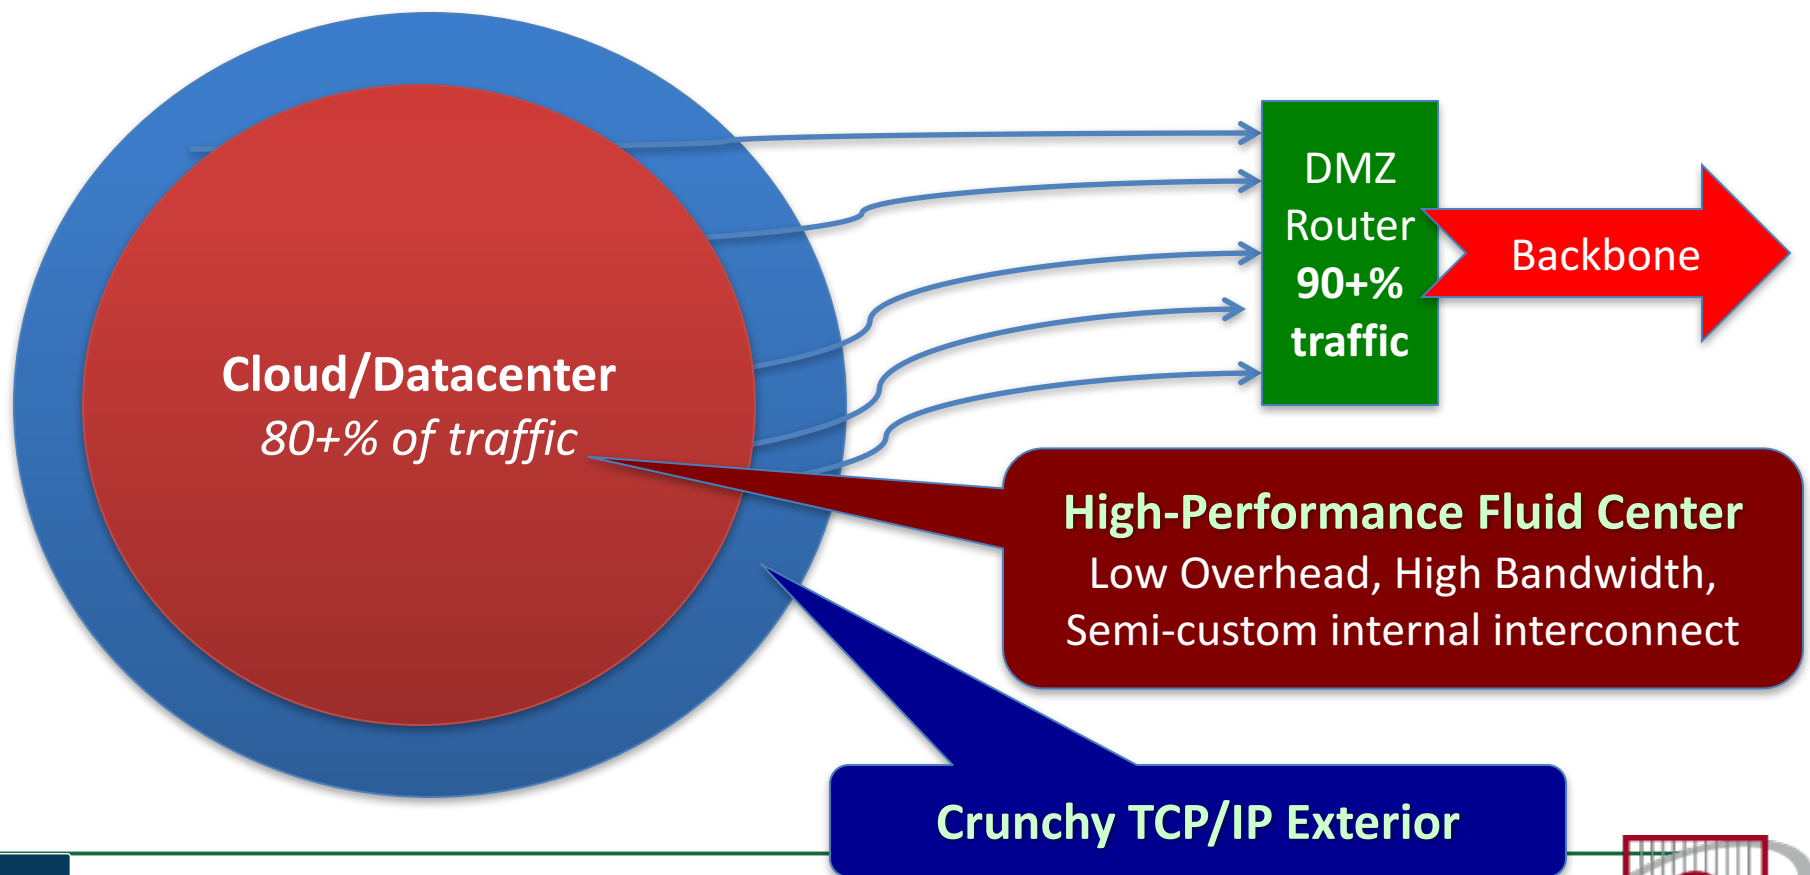 DMZ
Router
90+%
traffic
Backbone
Cloud/Datacenter
80+% of traffic
High-Performance Fluid Center
Low Overhead, High Bandwidth,
Semi-custom internal interconnect
Crunchy TCP/IP Exterior